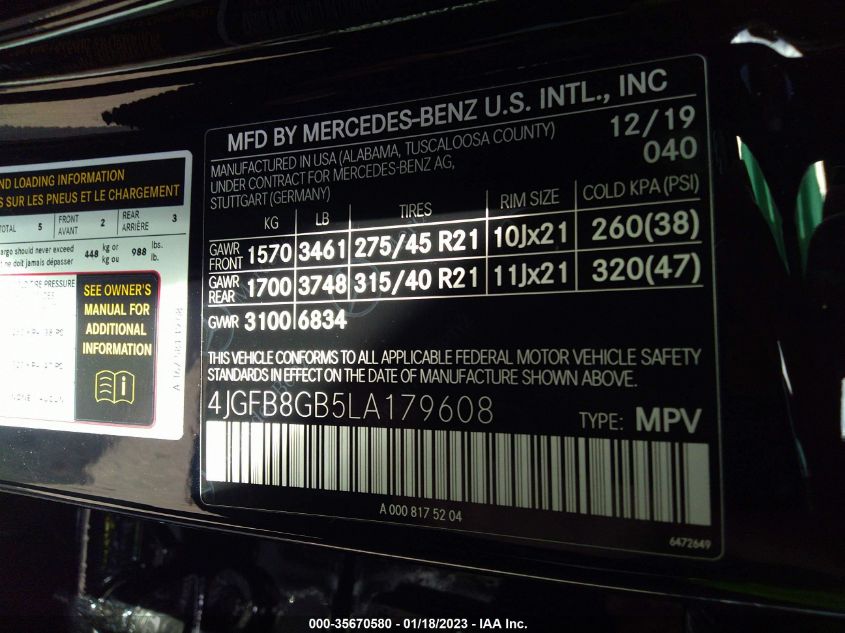 MFD BY MERCEDES-BENZ U.S. INTL., INC
12/19
MANUFACTURED IN USA (ALABAMA, TUSCALOOSA COUNTY)
UNDER CONTRACT FOR MERCEDES-BENZ AG,
STUTTGART (GERMANY)
040
KG LB TIRES RIM SIZE COLD KPA (PSI)
GAWR FRONT 1570 3461 275/45 R21 10Jx21 260(38)
GAWR REAR 1700 3748 315/40 R21 11Jx21 320(47)
GVWR 3100 6834
THIS VEHICLE CONFORMS TO ALL APPLICABLE FEDERAL MOTOR VEHICLE SAFETY
STANDARDS IN EFFECT ON THE DATE OF MANUFACTURE SHOWN ABOVE.
4JGFB8GB5LA179608
TYPE: MPV
A 000 817 52 04
6472649
LOADING INFORMATION
SUR LES PNEUS ET LE CHARGEMENT
TOTAL 5 FRONT AVANT 2 REAR ARRIÈRE 3
should never exceed 448 kg or 988 lbs.
ne doit jamais dépasser kg ou lb.
PRESSURE
SEE OWNER'S
MANUAL FOR
ADDITIONAL
INFORMATION
000-35670580 - 01/18/2023 - IAA Inc.